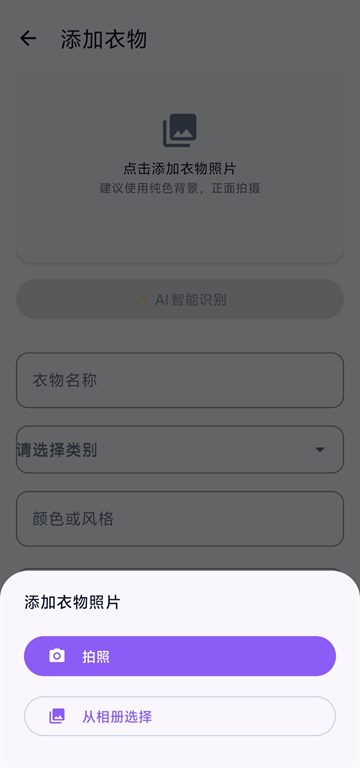 添加衣物
点击添加衣物照片
建议使用纯色背景，正面拍摄
✨ AI智能识别
衣物名称
请选择类别
颜色或风格
添加衣物照片
拍照
从相册选择